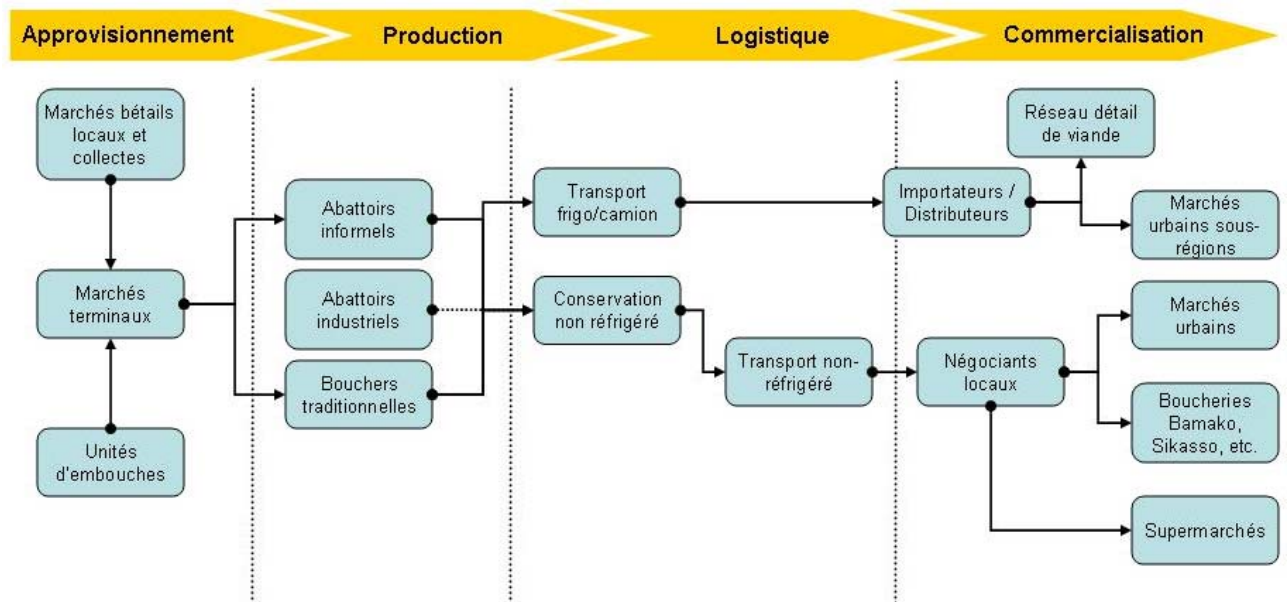 Approvisionnement
Production
Logistique
Commercialisation
Marchés bétails
locaux et
collectes
Marchés
terminaux
Unités
d'embouches
Abattoirs
informels
Abattoirs
industriels
Bouchers
traditionnelles
Transport
frigo/camion
Conservation
non réfrigéré
Transport non-
réfrigéré
Importateurs /
Distributeurs
Négociants
locaux
Réseau détail
de viande
Marchés
urbains sous-
régions
Marchés
urbains
Boucheries
Bamako,
Sikasso, etc.
Supermarchés